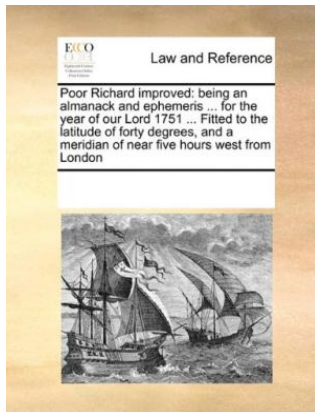 ECCO
Law and Reference
Poor Richard improved: being an
almanack and ephemeris ... for the
year of our Lord 1751 ... Fitted to the
latitude of forty degrees, and a
meridian of near five hours west from
London